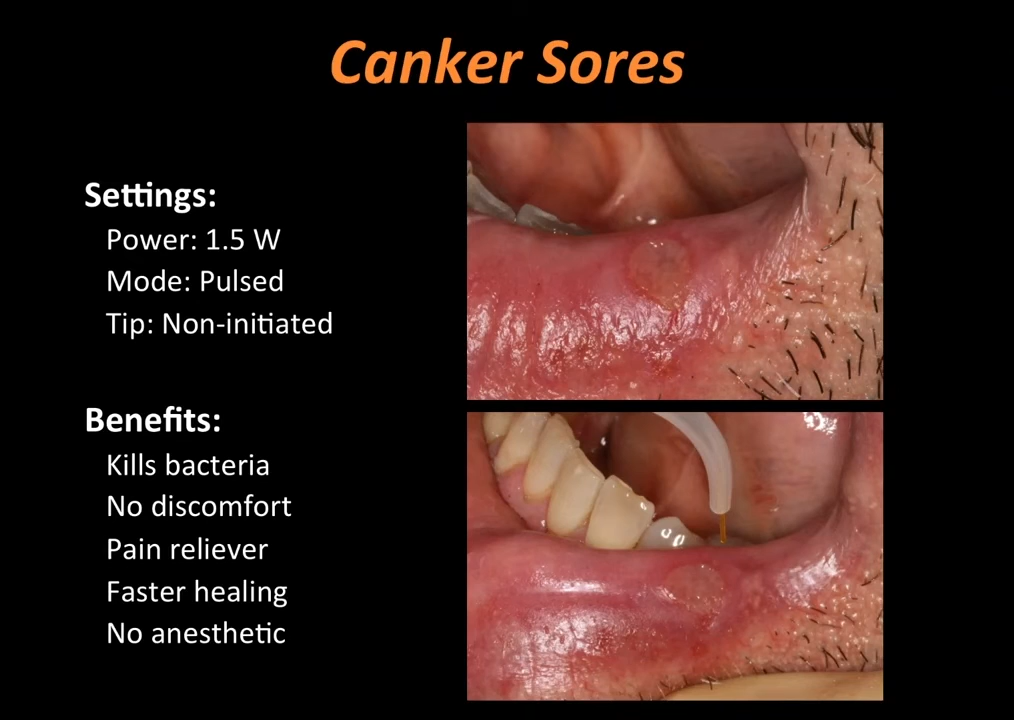 Canker Sores
Settings:
Power: 1.5 W
Mode: Pulsed
Tip: Non-initiated
Benefits:
Kills bacteria
No discomfort
Pain reliever
Faster healing
No anesthetic